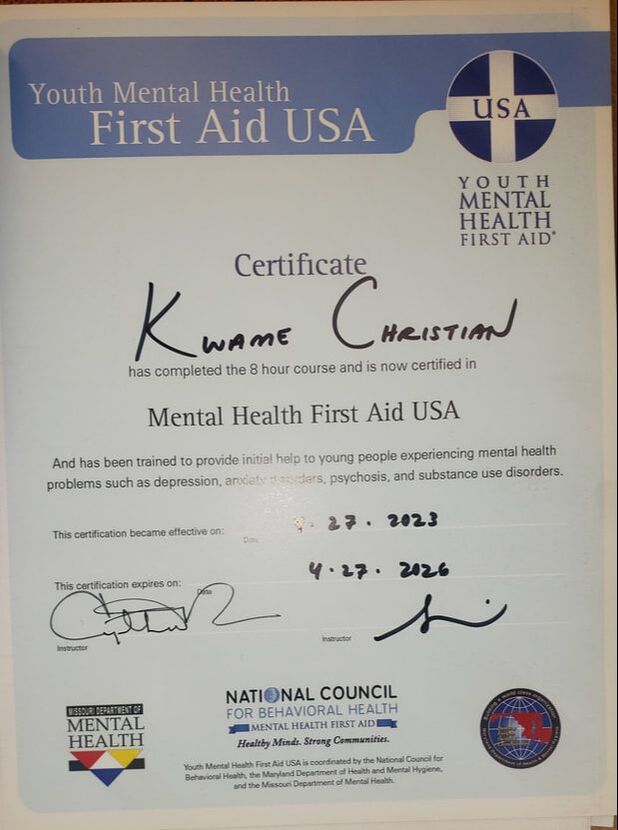 Youth Mental Health
First Aid USA
USA
YOUTH
MENTAL
HEALTH
FIRST AID®
Certificate
KWAME CHRISTIAN
has completed the 8 hour course and is now certified in
Mental Health First Aid USA
And has been trained to provide initial help to young people experiencing mental health
problems such as depression, anxiety disorders, psychosis, and substance use disorders.
This certification became effective on: 27. 2023
Date
This certification expires on: 4.27. 2026
Date
Instructor
Instructor
MISSOURI DEPARTMENT OF
MENTAL
HEALTH
NATIONAL COUNCIL
FOR BEHAVIORAL HEALTH
MENTAL HEALTH FIRST AID
Healthy Minds. Strong Communities.
Youth Mental Health First Aid USA is coordinated by the National Council for
Behavioral Health, the Maryland Department of Health and Mental Hygiene,
and the Missouri Department of Mental Health.